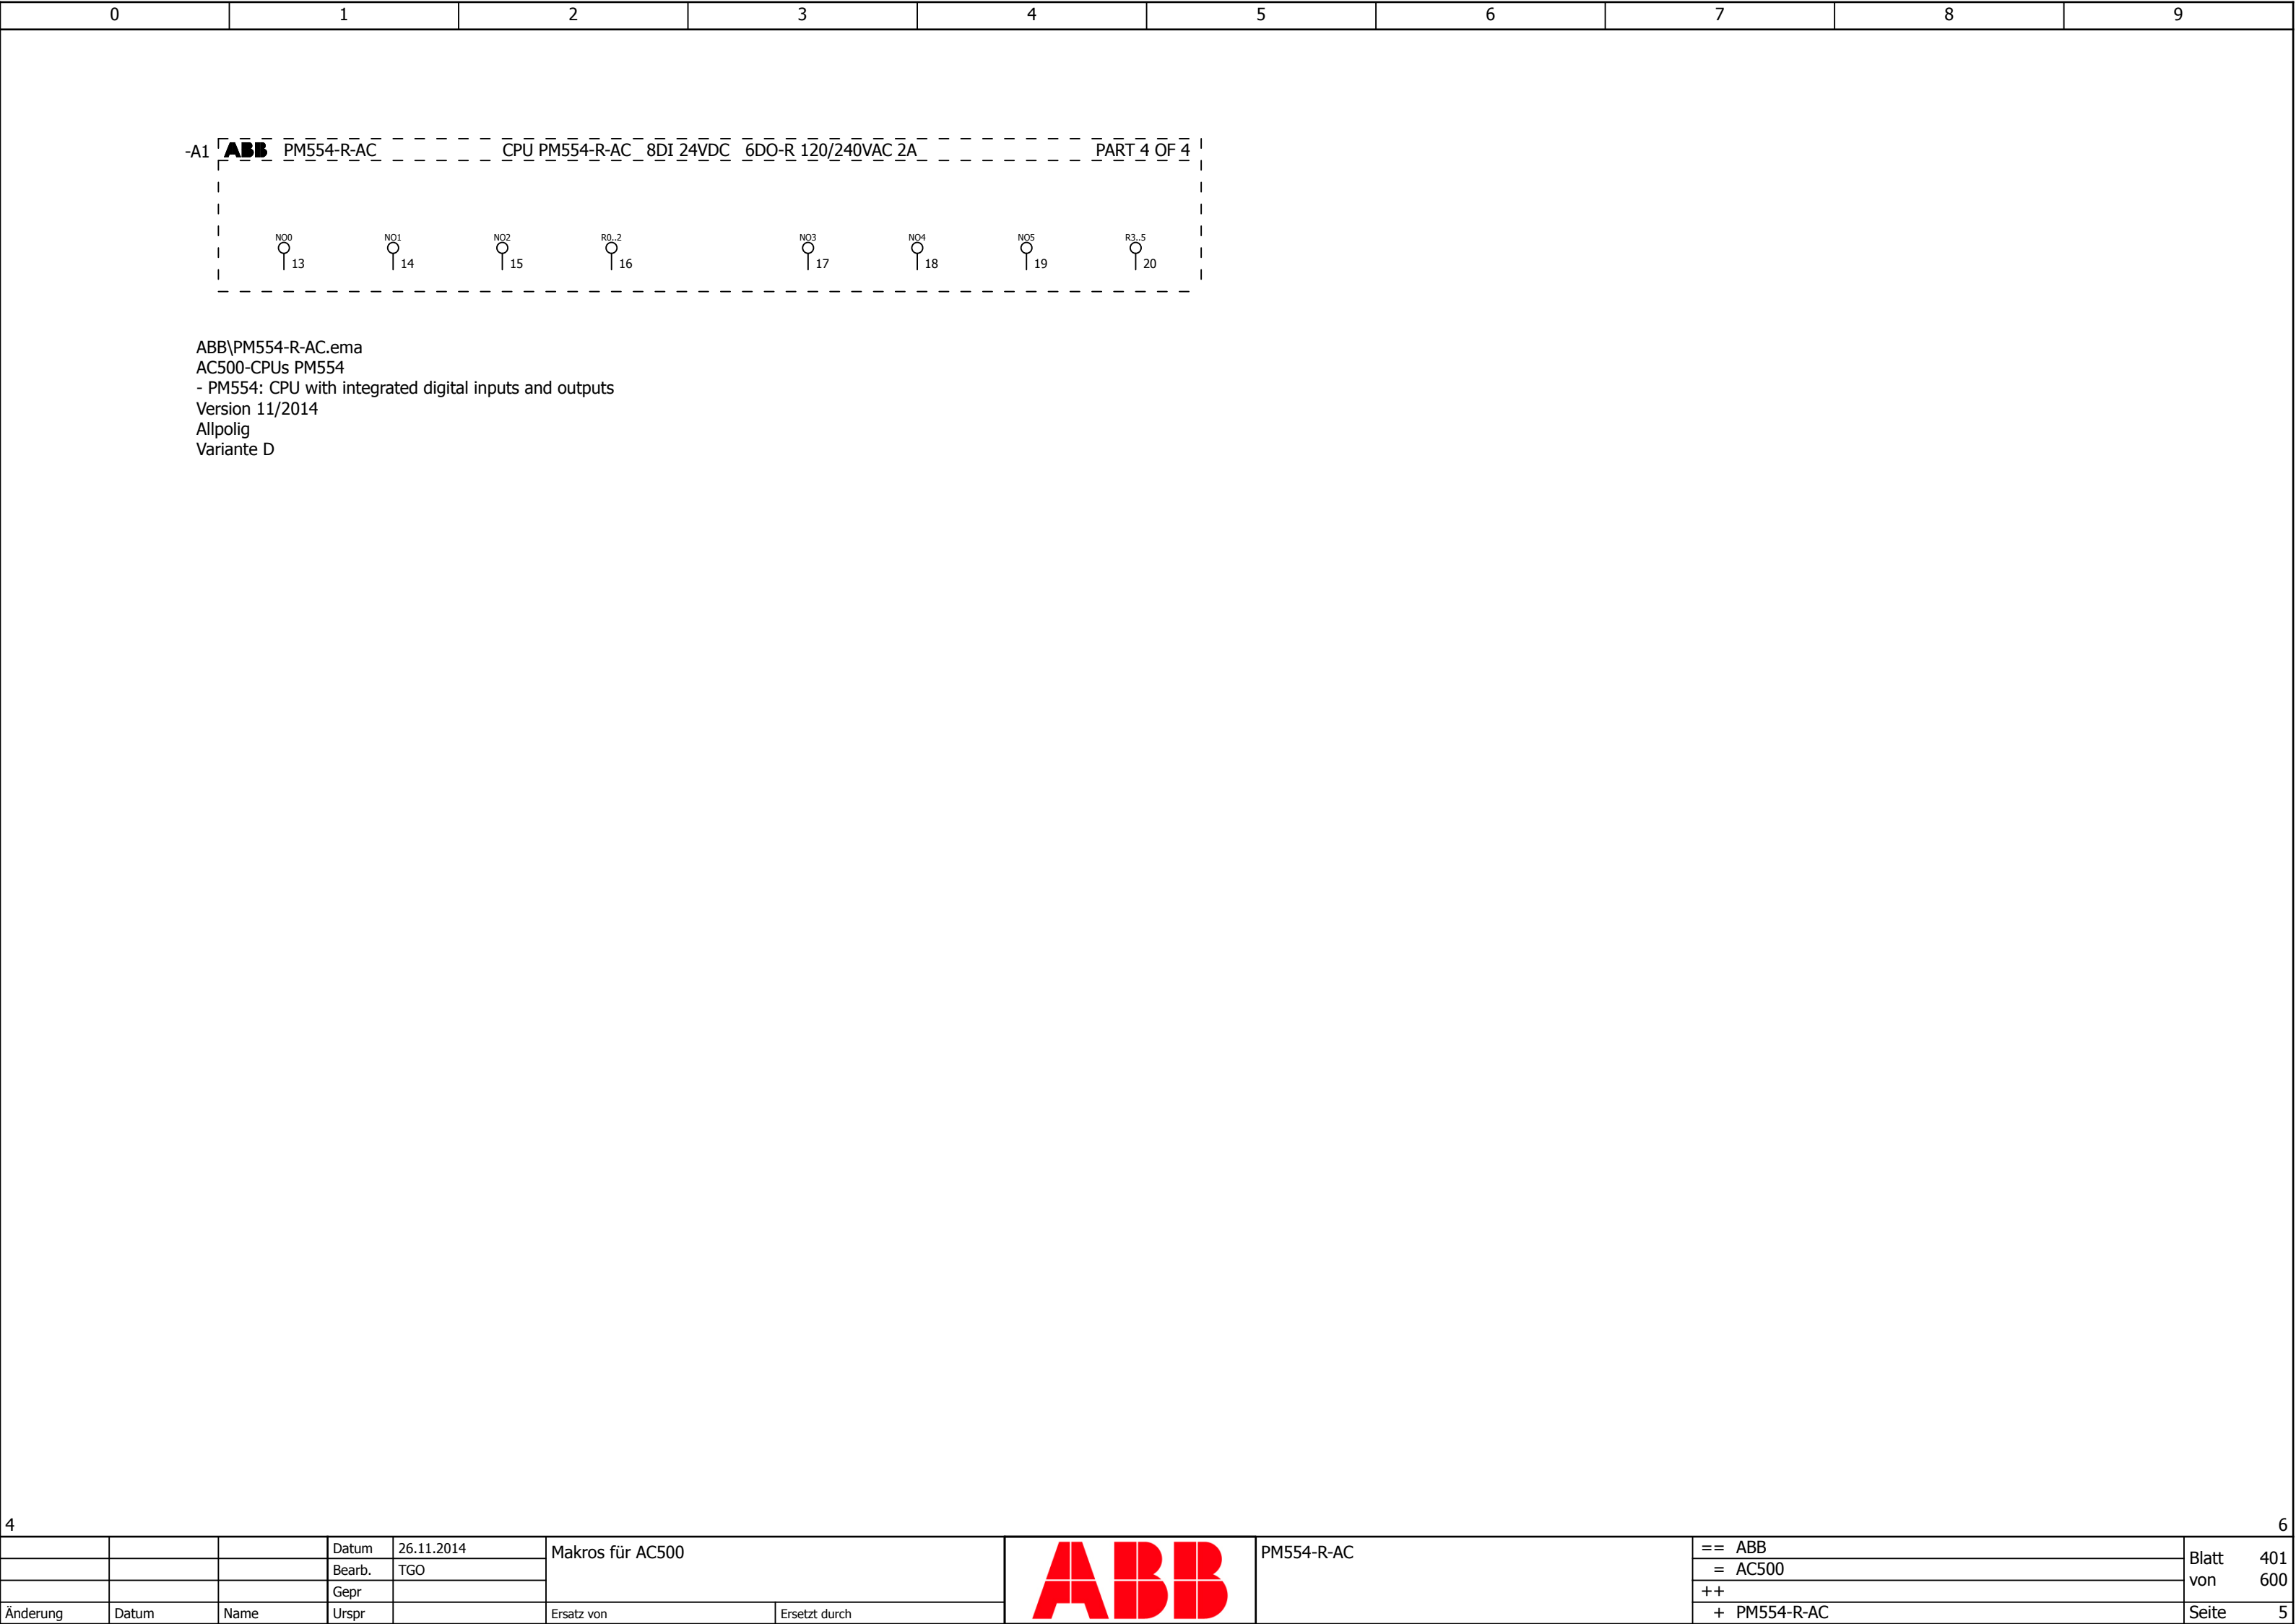 0 1 2 3 4 5 6 7 8 9
-A1 ABB PM554-R-AC CPU PM554-R-AC 8DI 24VDC 6DO-R 120/240VAC 2A PART 4 OF 4
NO0 NO1 NO2 R0..2 NO3 NO4 NO5 R3..5
13 14 15 16 17 18 19 20
ABB\PM554-R-AC.ema
AC500-CPUs PM554
- PM554: CPU with integrated digital inputs and outputs
Version 11/2014
Allpolig
Variante D
4 6
Datum 26.11.2014 Makros für AC500 ABB PM554-R-AC == ABB Blatt 401
Bearb. TGO = AC500 von 600
Gepr ++
Änderung Datum Name Urspr Ersatz von Ersetzt durch + PM554-R-AC Seite 5